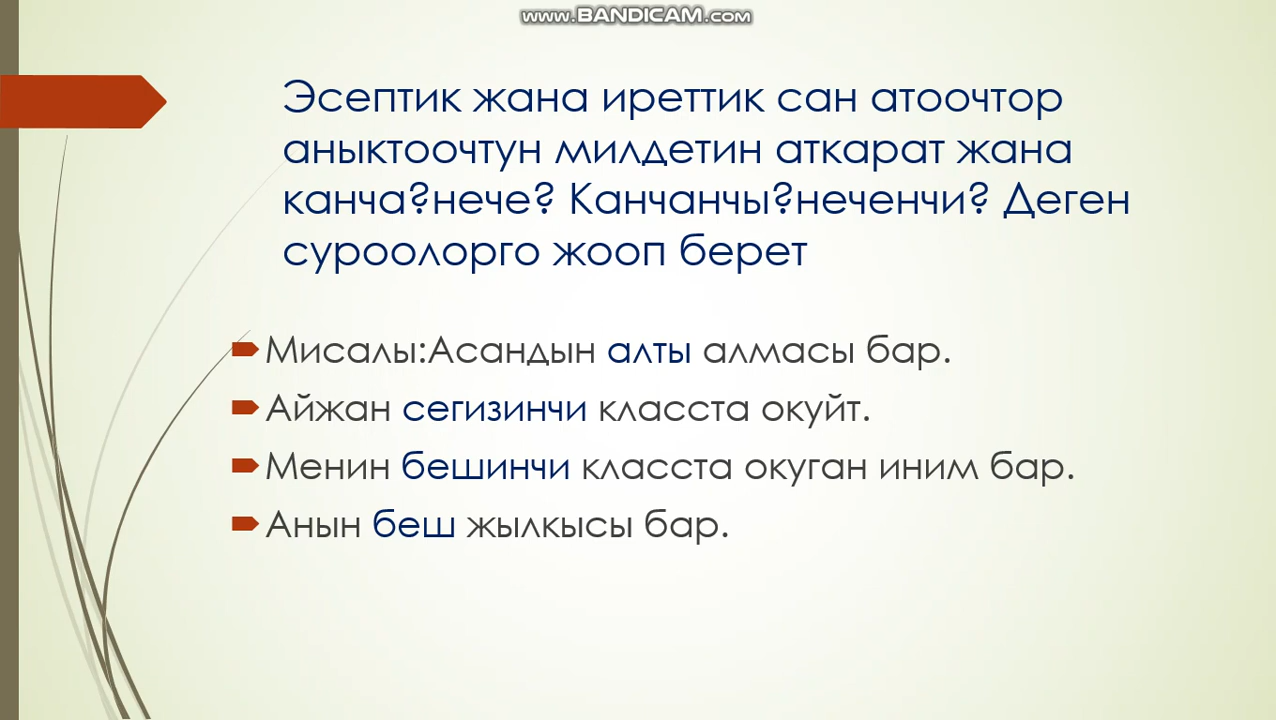 www.BANDICAM.com
Эсептик жана иреттик сан атоочтор
аныктоочтун милдетин аткарат жана
канча?нече? Канчанчы?неченчи? Деген
суроолорго жооп берет
Мисалы:Асандын алты алмасы бар.
Айжан сегизинчи класста окуйт.
Менин бешинчи класста окуган иним бар.
Анын беш жылкысы бар.